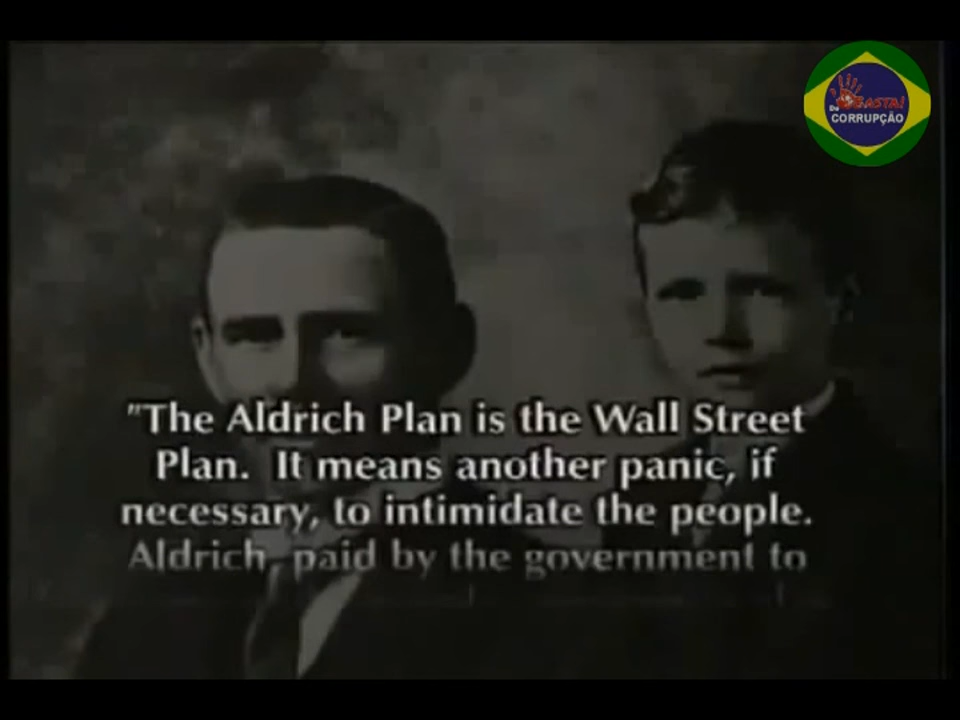 De BASTA!
CORRUPÇÃO
"The Aldrich Plan is the Wall Street
Plan. It means another panic, if
necessary, to intimidate the people.
Aldrich, paid by the government to